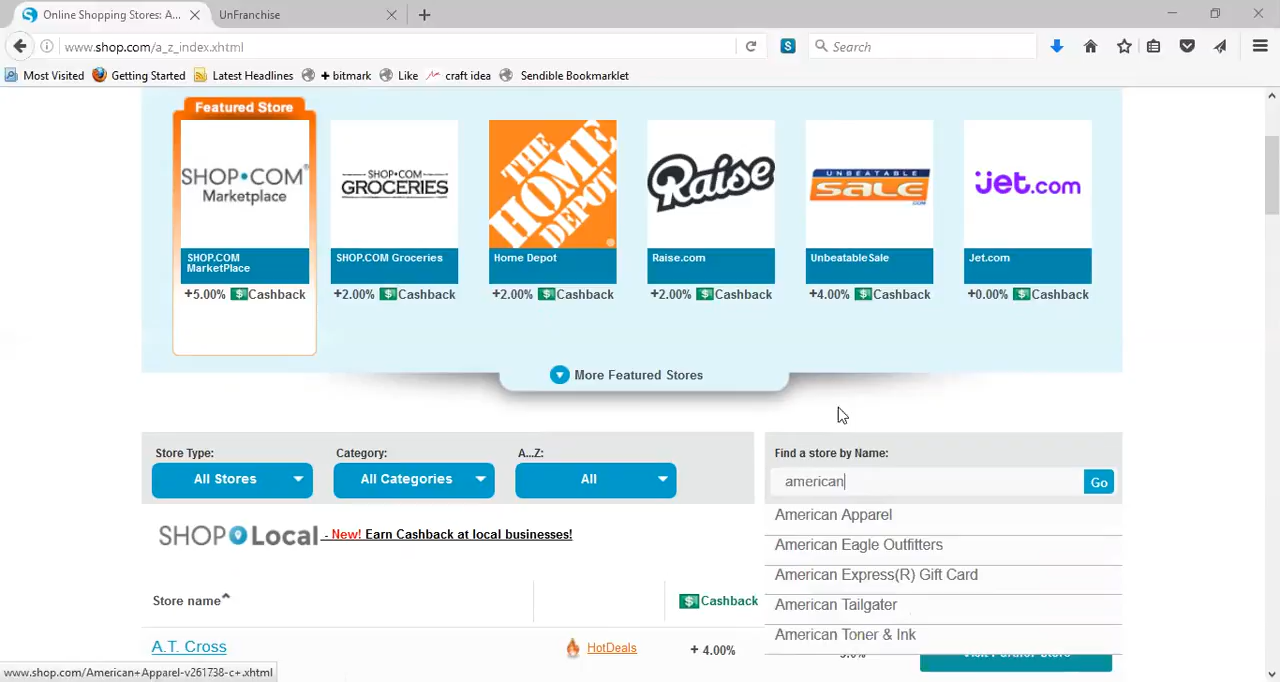 Online Shopping Stores: A...
UnFranchise
www.shop.com/a_z_index.xhtml
Search
Most Visited
Getting Started
Latest Headlines
+ bitmark
Like
craft idea
Sendible Bookmarklet
Featured Store
SHOP•COM®
Marketplace
SHOP.COM
MarketPlace
+5.00% $ Cashback
SHOP•COM
GROCERIES
SHOP.COM Groceries
+2.00% $ Cashback
THE
HOME
DEPOT
Home Depot
+2.00% $ Cashback
Raise
Raise.com
+2.00% $ Cashback
UNBEATABLE
SALE
.COM
UnbeatableSale
+4.00% $ Cashback
jet.com
Jet.com
+0.00% $ Cashback
More Featured Stores
Store Type:
All Stores
Category:
All Categories
A...Z:
All
Find a store by Name:
american
Go
American Apparel
American Eagle Outfitters
American Express(R) Gift Card
American Tailgater
American Toner & Ink
SHOP Local - New! Earn Cashback at local businesses!
Store name
$ Cashback
A.T. Cross
HotDeals
+ 4.00%
www.shop.com/American+Apparel-v261738-c+.xhtml